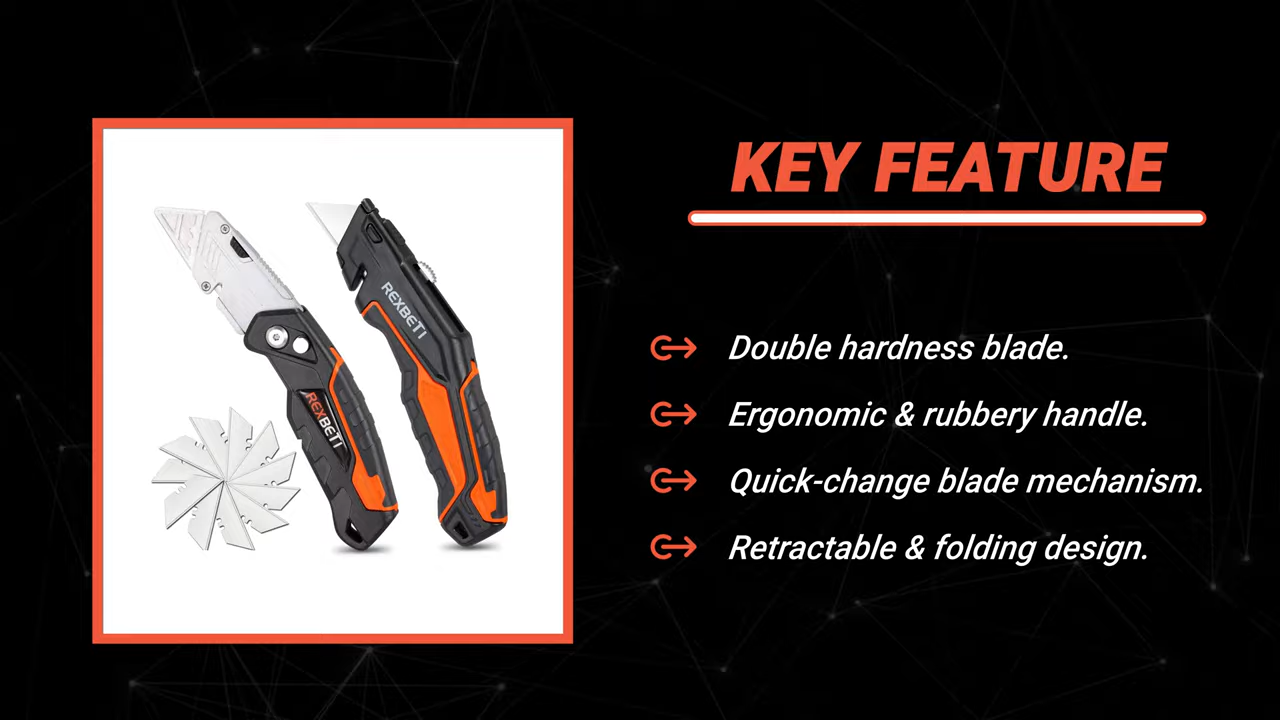 KEY FEATURE
REXBETI
REXBETI
Double hardness blade.
Ergonomic & rubbery handle.
Quick-change blade mechanism.
Retractable & folding design.